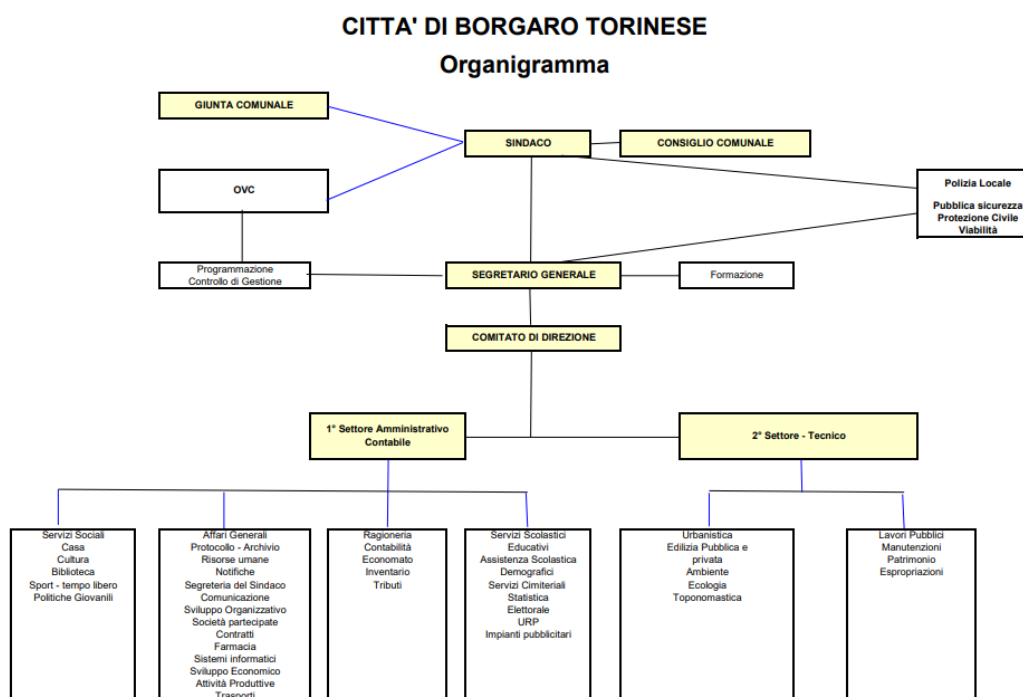 CITTA' DI BORGARO TORINESE
Organigramma
GIUNTA COMUNALE
SINDACO
CONSIGLIO COMUNALE
OVC
Polizia Locale
Pubblica sicurezza
Protezione Civile
Viabilità
Programmazione
Controllo di Gestione
SEGRETARIO GENERALE
Formazione
COMITATO DI DIREZIONE
1° Settore Amministrativo
Contabile
2° Settore - Tecnico
Servizi Sociali
Casa
Cultura
Biblioteca
Sport - tempo libero
Politiche Giovanili
Affari Generali
Protocollo - Archivio
Risorse umane
Notifiche
Segreteria del Sindaco
Comunicazione
Sviluppo Organizzativo
Società partecipate
Contratti
Farmacia
Sistemi informatici
Sviluppo Economico
Attività Produttive
Trasporti
Ragioneria
Contabilità
Economato
Inventario
Tributi
Servizi Scolastici
Educativi
Assistenza Scolastica
Demografici
Servizi Cimiteriali
Statistica
Elettorale
URP
Impianti pubblicitari
Urbanistica
Edilizia Pubblica e
privata
Ambiente
Ecologia
Toponomastica
Lavori Pubblici
Manutenzioni
Patrimonio
Espropriazioni